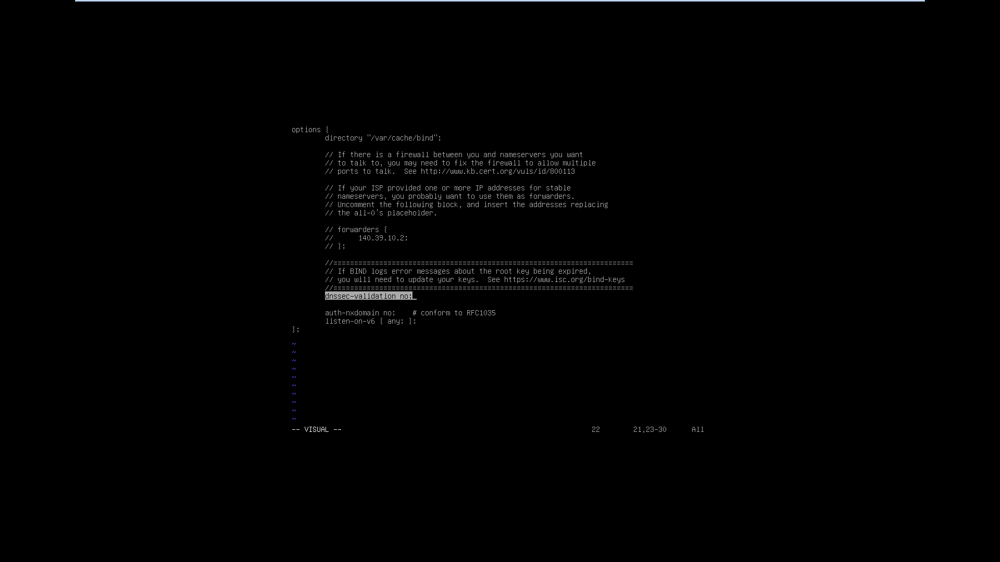 options {
directory "/var/cache/bind";
// If there is a firewall between you and nameservers you want
// to talk to, you may need to fix the firewall to allow multiple
// ports to talk.  See http://www.kb.cert.org/vuls/id/800113
// If your ISP provided one or more IP addresses for stable
// nameservers, you probably want to use them as forwarders.
// Uncomment the following block, and insert the addresses replacing
// the all-0's placeholder.
// forwarders {
//      140.39.10.2;
// };
//========================================================================
// If BIND logs error messages about the root key being expired,
// you will need to update your keys.  See https://www.isc.org/bind-keys
//========================================================================
dnssec-validation no;
auth-nxdomain no;    # conform to RFC1035
listen-on-v6 { any; };
};
~
~
~
~
~
~
~
~
~
~
-- VISUAL --    22    21,23-30    All